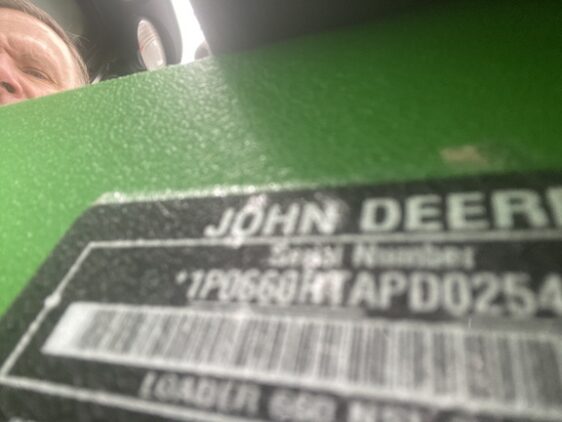 JOHN DEERE
Serial Number
*1P0660HTAPD0254
LOADER 660